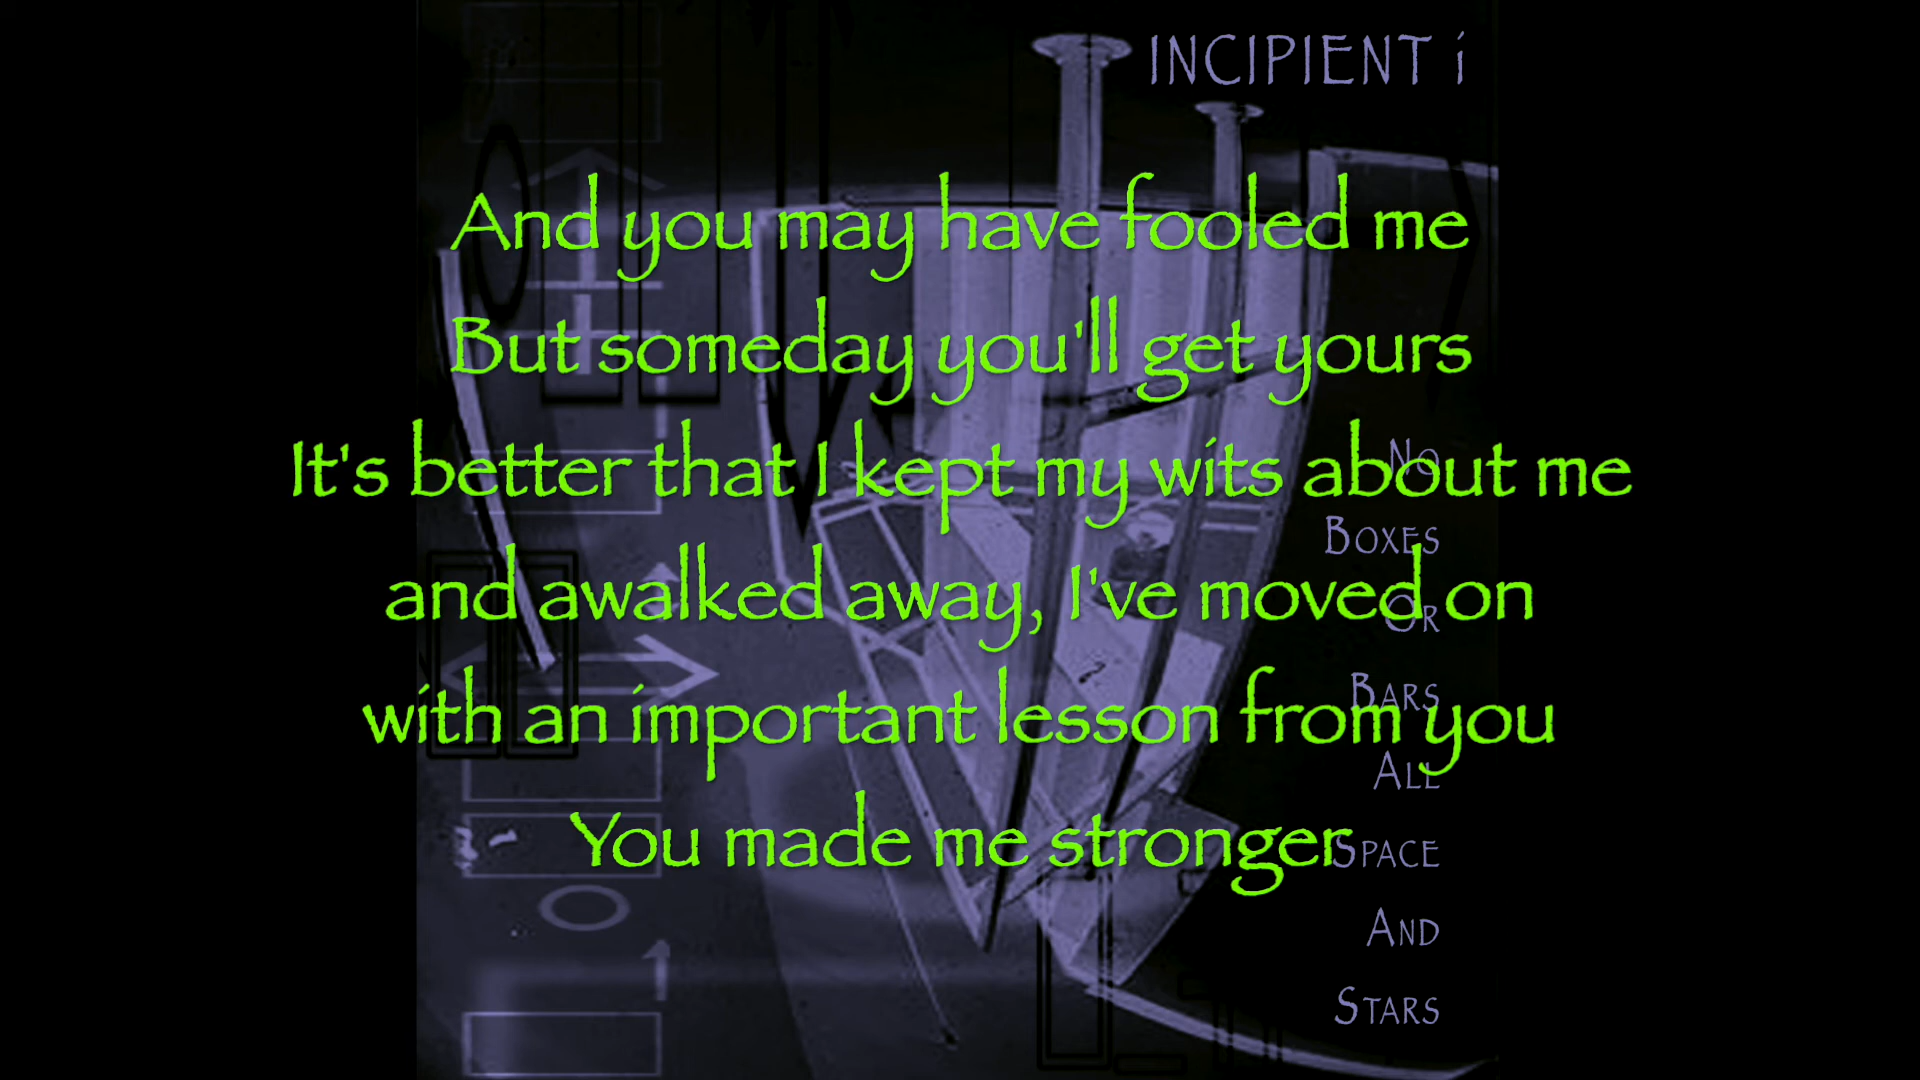 INCIPIENT i
And you may have fooled me
But someday you'll get yours
It's better that I kept my wits about me
and awalked away, I've moved on
with an important lesson from you
You made me stronger
No
Boxes
Or
Bars
All
Space
And
Stars